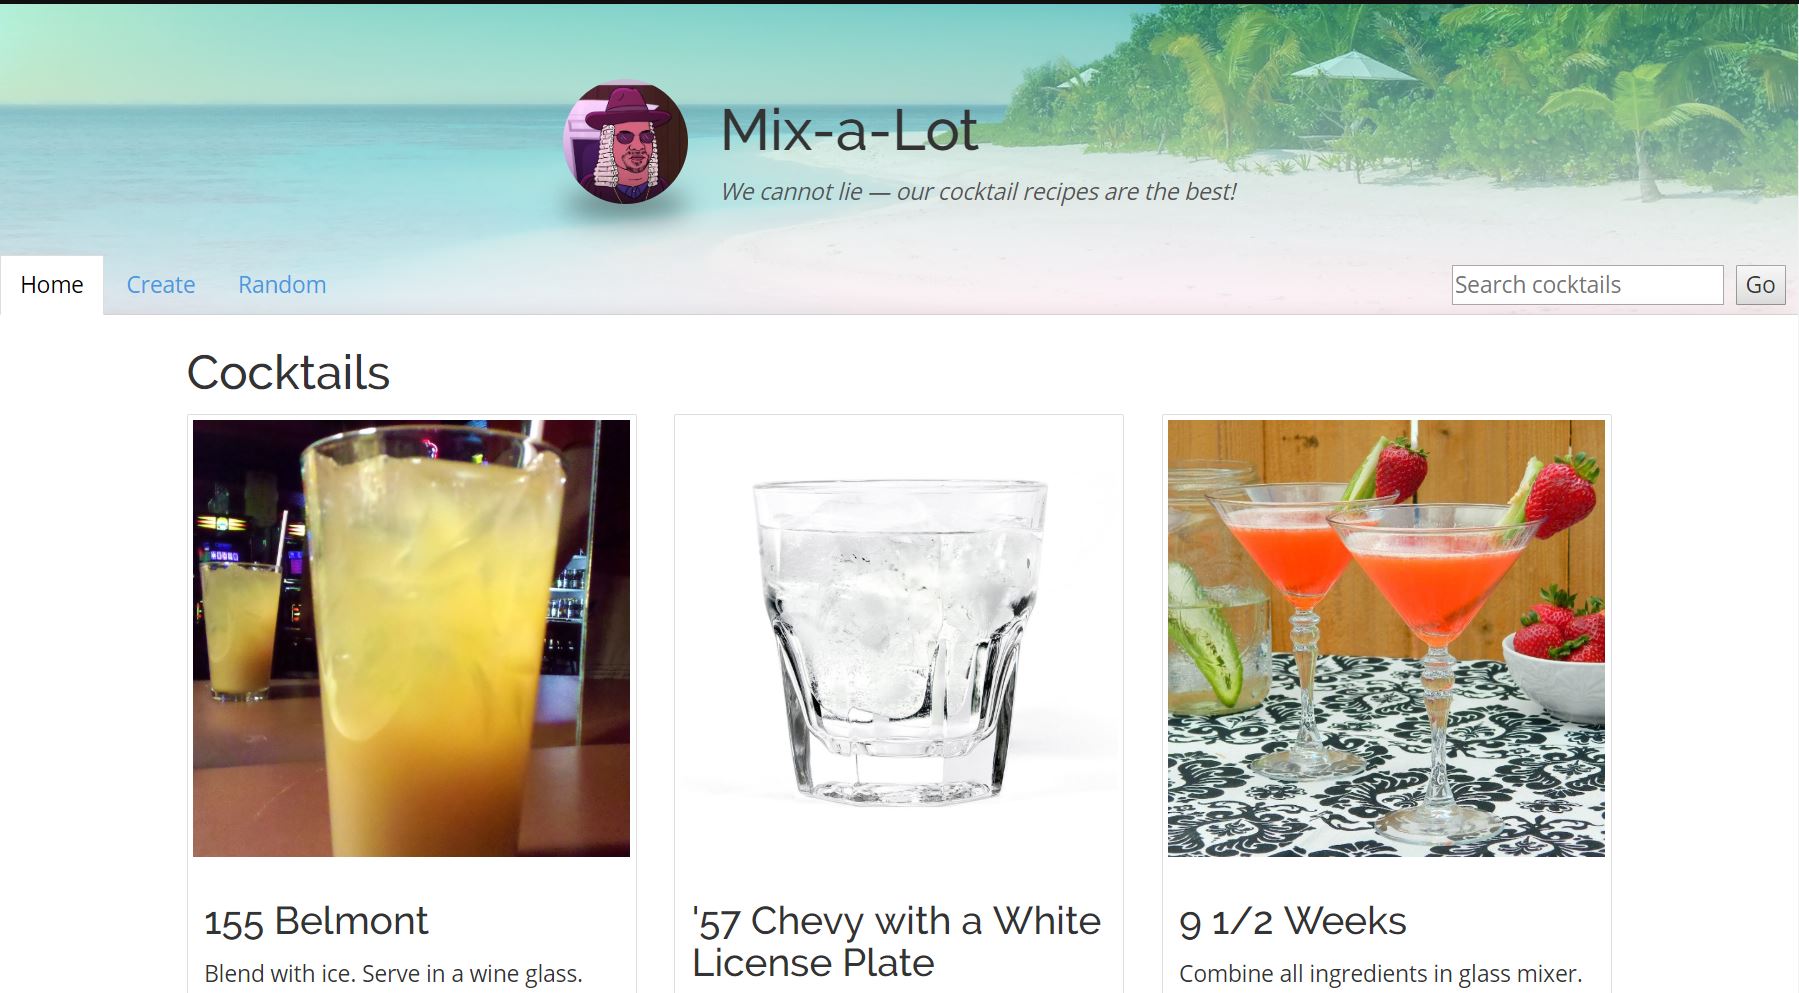 Mix-a-Lot
We cannot lie — our cocktail recipes are the best!
Home Create Random Search cocktails Go
Cocktails
155 Belmont
Blend with ice. Serve in a wine glass.
'57 Chevy with a White
License Plate
9 1/2 Weeks
Combine all ingredients in glass mixer.